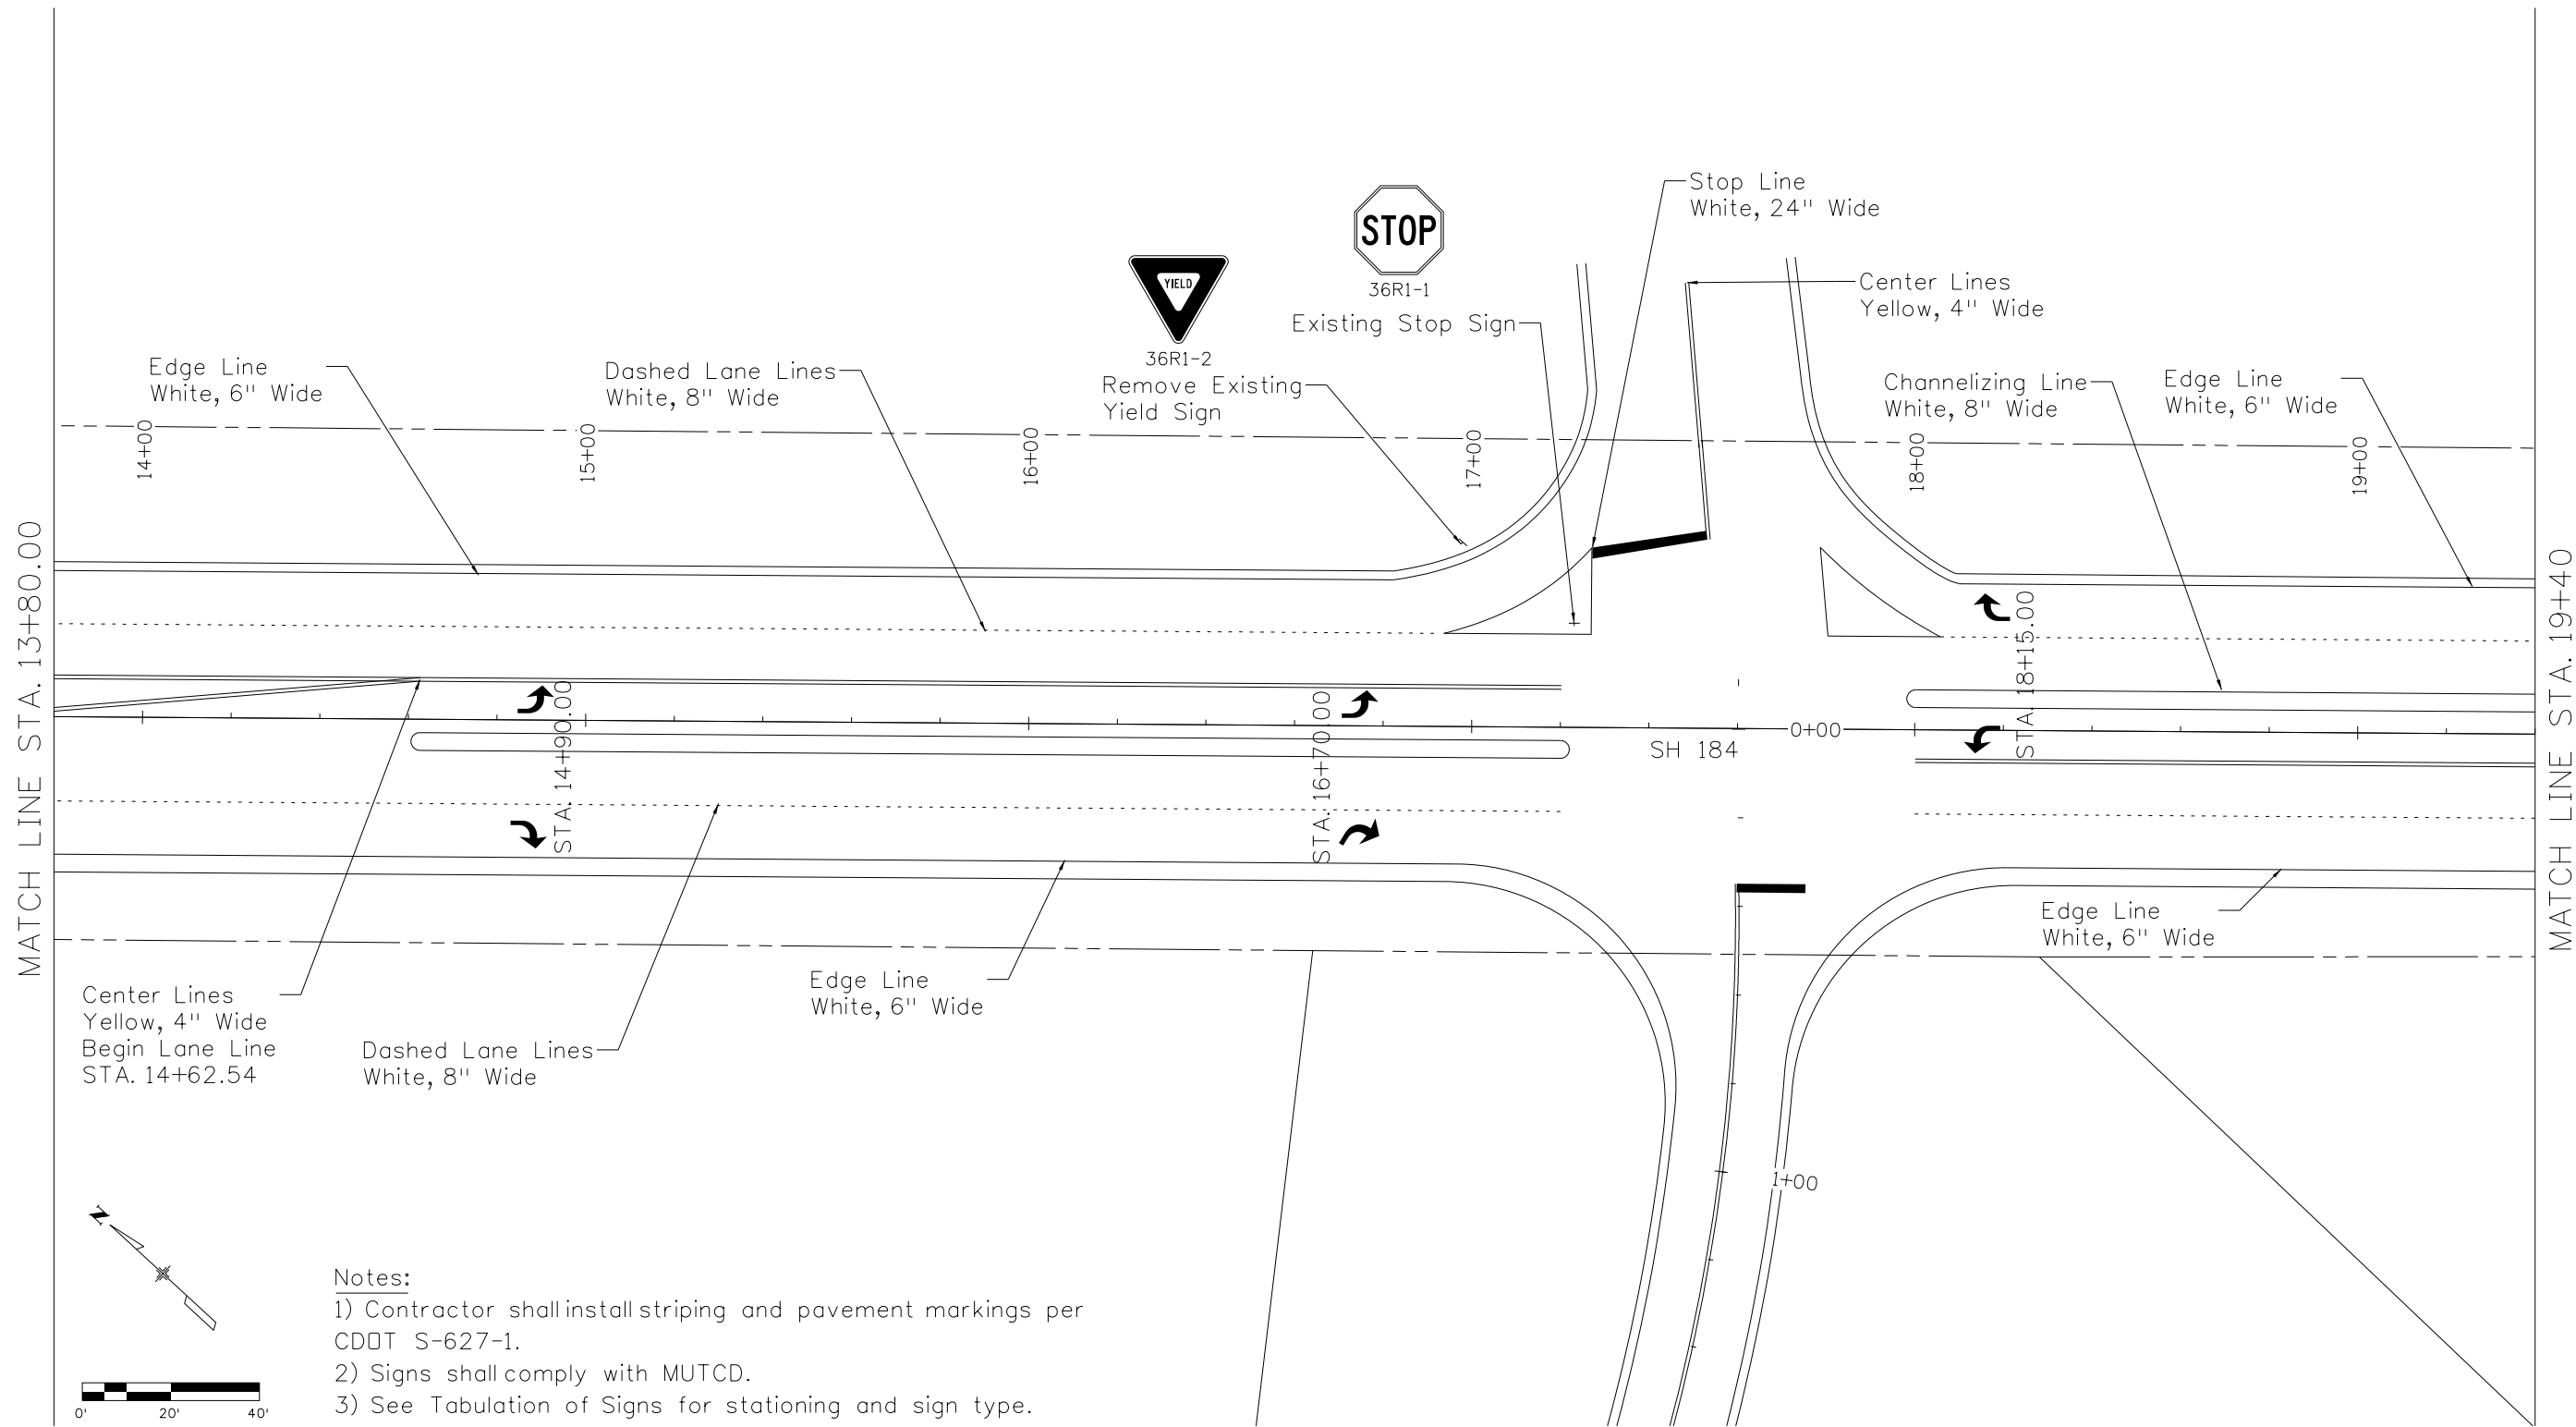 Stop Line
White, 24" Wide
STOP
36R1-1
YIELD
36R1-2
Existing Stop Sign
Remove Existing
Yield Sign
Center Lines
Yellow, 4" Wide
Edge Line
White, 6" Wide
Dashed Lane Lines
White, 8" Wide
Channelizing Line
White, 8" Wide
Edge Line
White, 6" Wide
14+00
15+00
16+00
17+00
18+00
19+00
MATCH LINE STA. 13+80.00
MATCH LINE STA. 19+40
STA. 14+90.00
STA. 16+70.00
STA. 18+15.00
SH 184
0+00
1+00
Edge Line
White, 6" Wide
Edge Line
White, 6" Wide
Center Lines
Yellow, 4" Wide
Begin Lane Line
STA. 14+62.54
Dashed Lane Lines
White, 8" Wide
N
Notes:
1) Contractor shall install striping and pavement markings per
CDOT S-627-1.
2) Signs shall comply with MUTCD.
3) See Tabulation of Signs for stationing and sign type.
0' 20' 40'